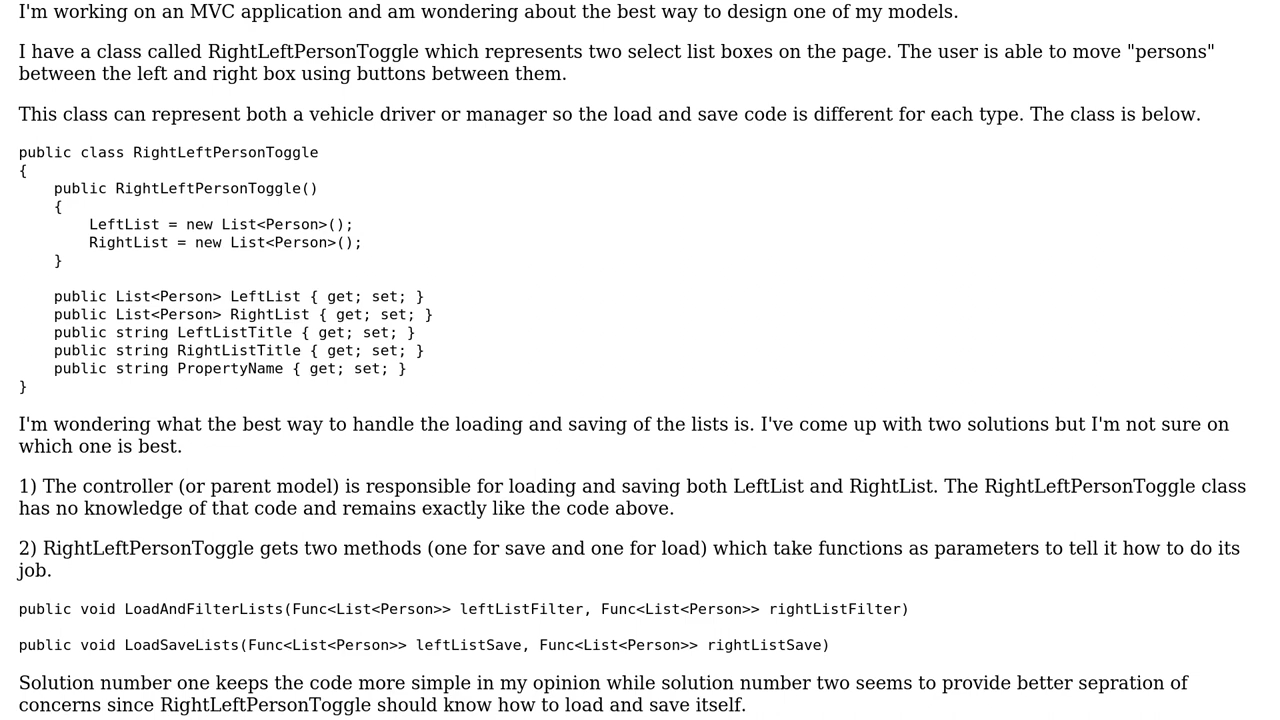 I'm working on an MVC application and am wondering about the best way to design one of my models.
I have a class called RightLeftPersonToggle which represents two select list boxes on the page. The user is able to move "persons"
between the left and right box using buttons between them.
This class can represent both a vehicle driver or manager so the load and save code is different for each type. The class is below.
public class RightLeftPersonToggle
{
    public RightLeftPersonToggle()
    {
        LeftList = new List<Person>();
        RightList = new List<Person>();
    }
    public List<Person> LeftList { get; set; }
    public List<Person> RightList { get; set; }
    public string LeftListTitle { get; set; }
    public string RightListTitle { get; set; }
    public string PropertyName { get; set; }
}
I'm wondering what the best way to handle the loading and saving of the lists is. I've come up with two solutions but I'm not sure on
which one is best.
1) The controller (or parent model) is responsible for loading and saving both LeftList and RightList. The RightLeftPersonToggle class
has no knowledge of that code and remains exactly like the code above.
2) RightLeftPersonToggle gets two methods (one for save and one for load) which take functions as parameters to tell it how to do its
job.
public void LoadAndFilterLists(Func<List<Person>> leftListFilter, Func<List<Person>> rightListFilter)
public void LoadSaveLists(Func<List<Person>> leftListSave, Func<List<Person>> rightListSave)
Solution number one keeps the code more simple in my opinion while solution number two seems to provide better sepration of
concerns since RightLeftPersonToggle should know how to load and save itself.